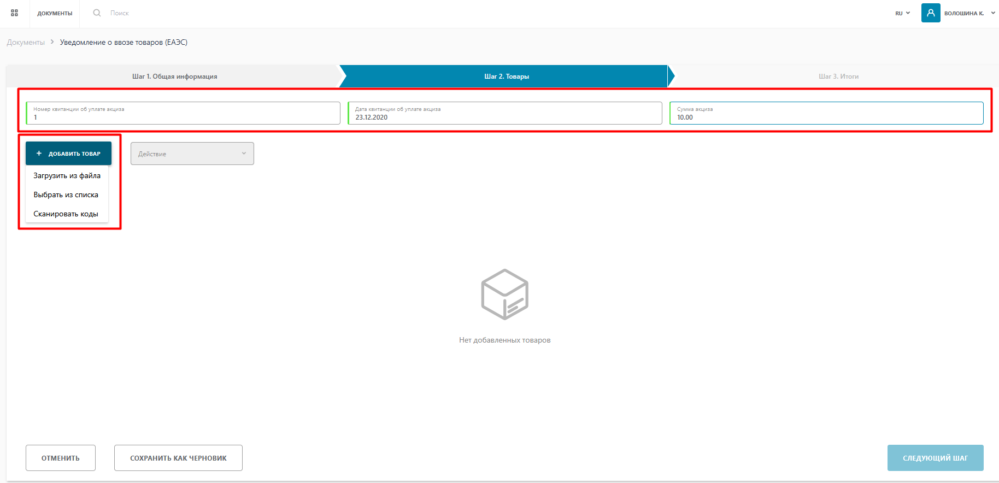 ДОКУМЕНТЫ
Поиск
RU
ВОЛОШИНА К.
Документы
Уведомление о ввозе товаров (ЕАЭС)
Шаг 1. Общая информация
Шаг 2. Товары
Шаг 3. Итоги
Номер квитанции об уплате акциза
1
Дата квитанции об уплате акциза
23.12.2020
Сумма акциза
10.00
+ ДОБАВИТЬ ТОВАР
Действие
Загрузить из файла
Выбрать из списка
Сканировать коды
Нет добавленных товаров
ОТМЕНИТЬ
СОХРАНИТЬ КАК ЧЕРНОВИК
СЛЕДУЮЩИЙ ШАГ